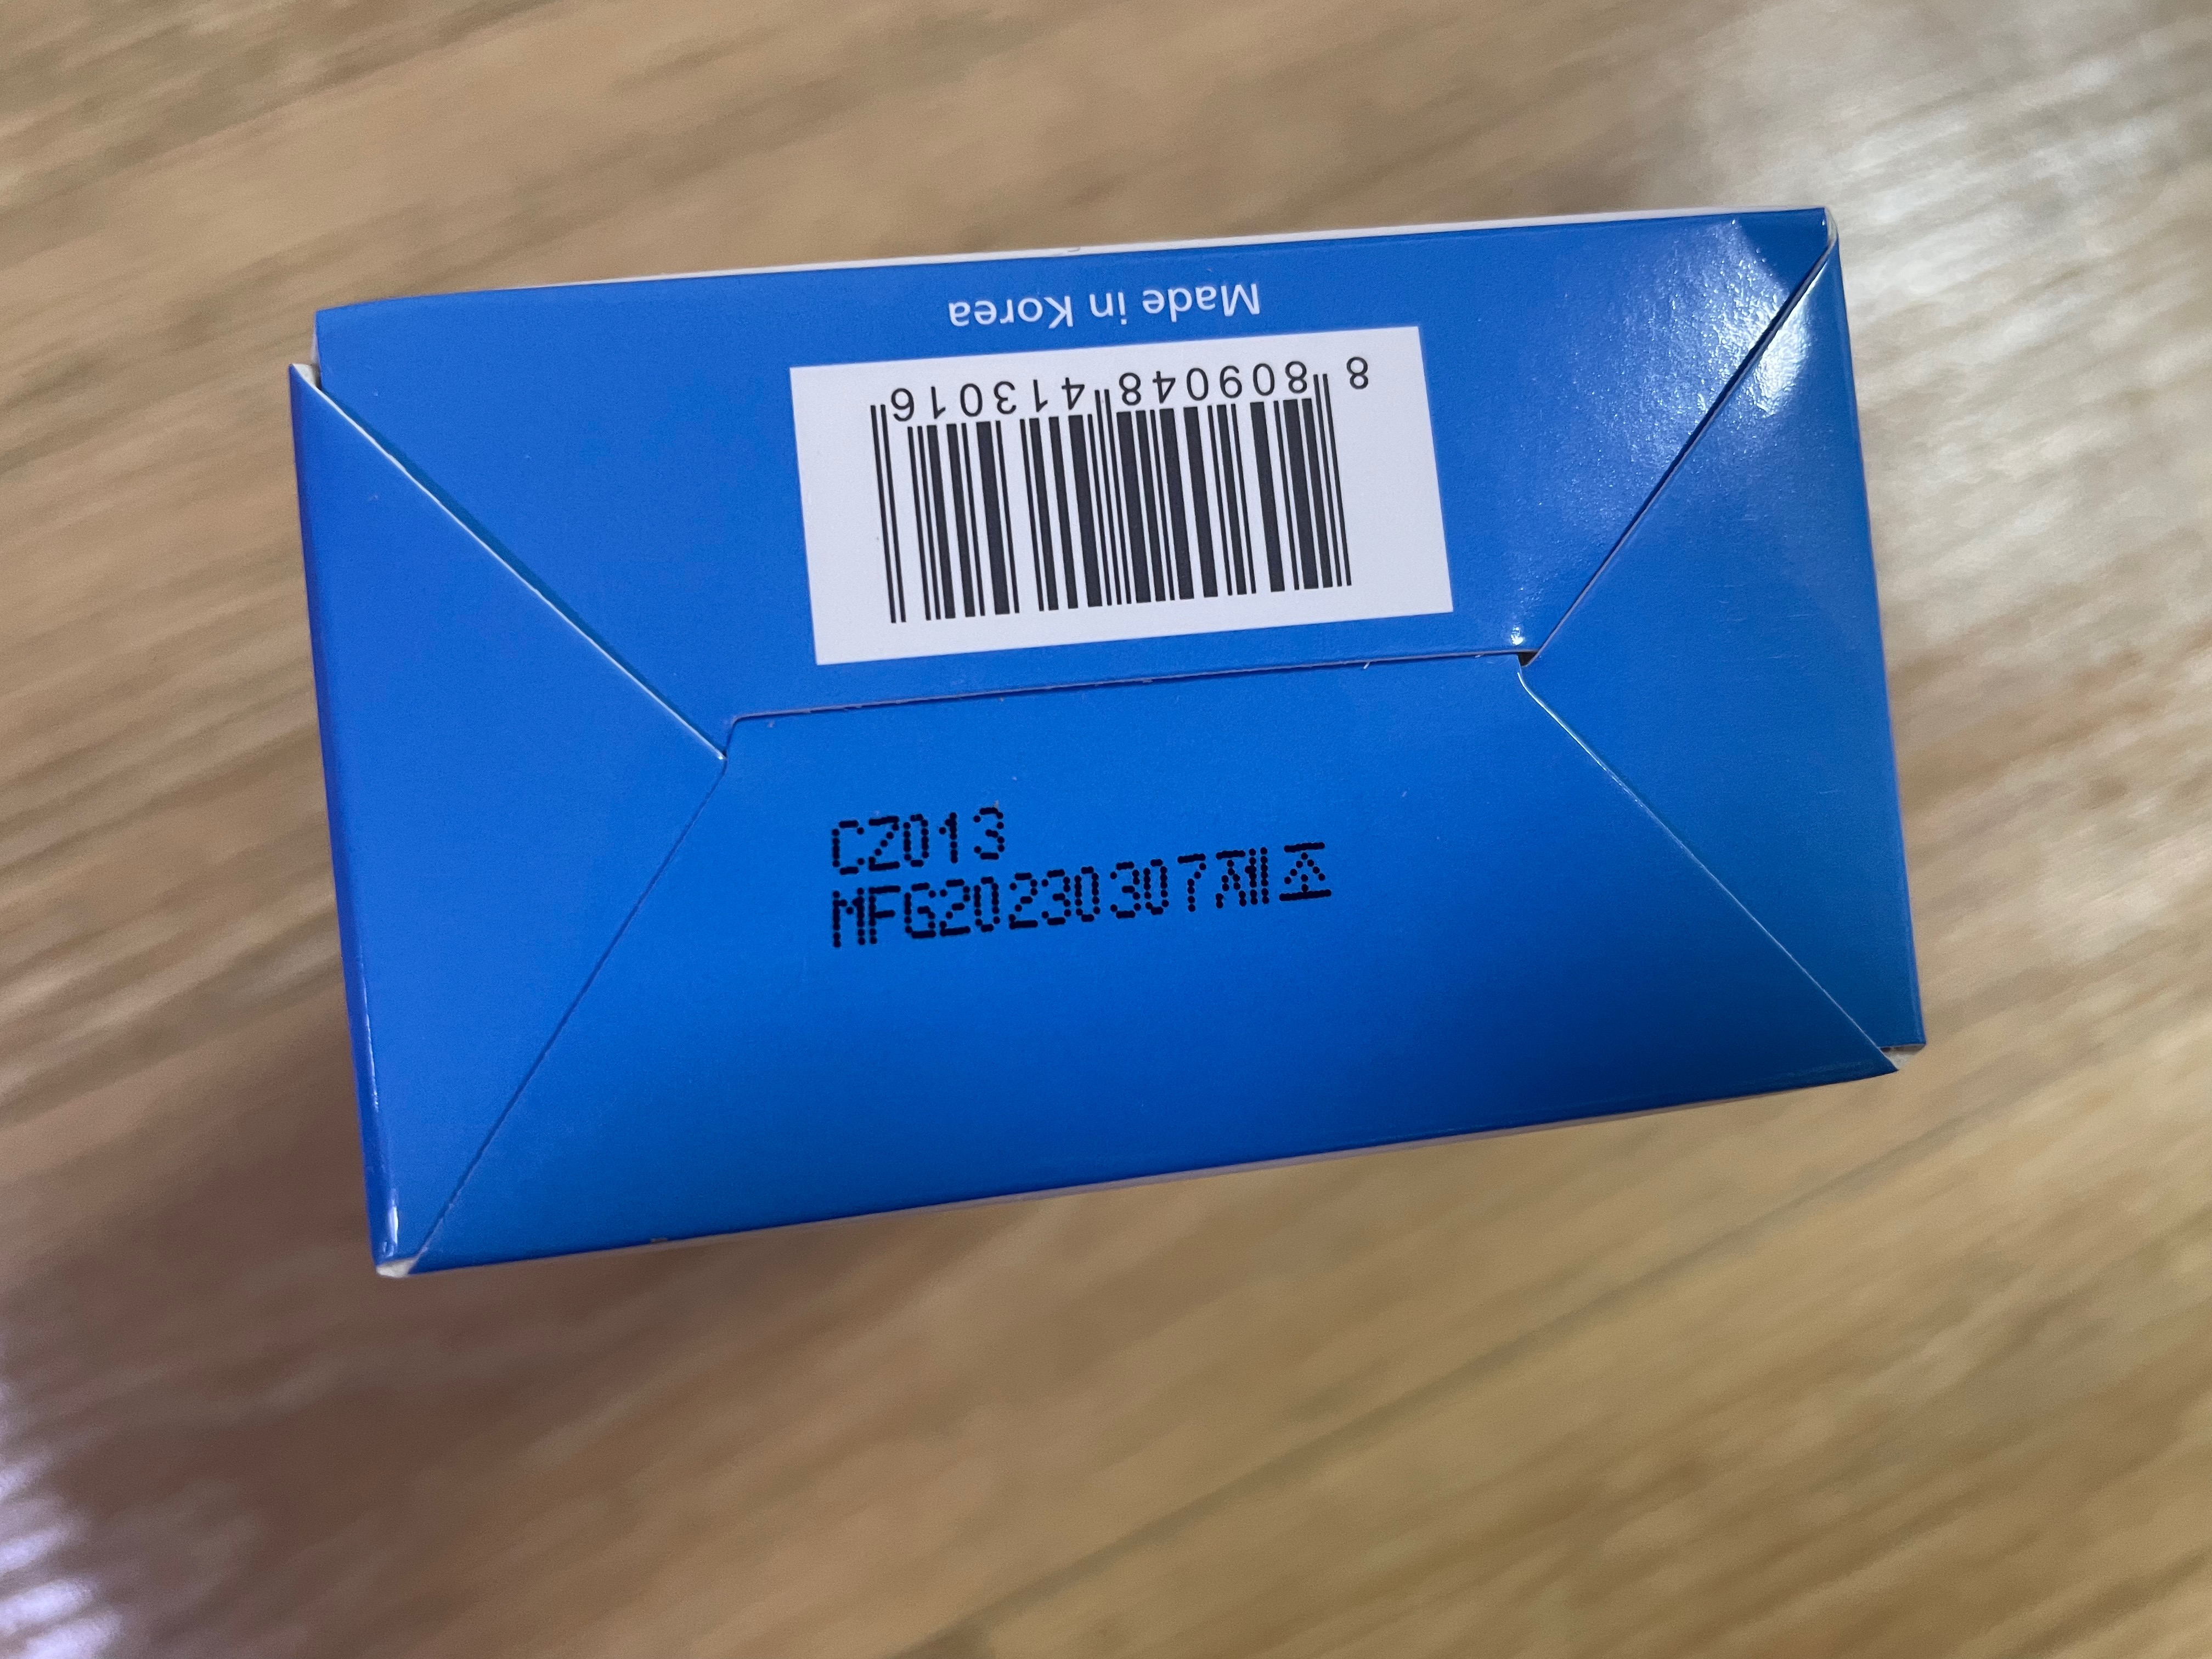 Made in Korea
8 809048 413016
CZ013
MFG20230307제조